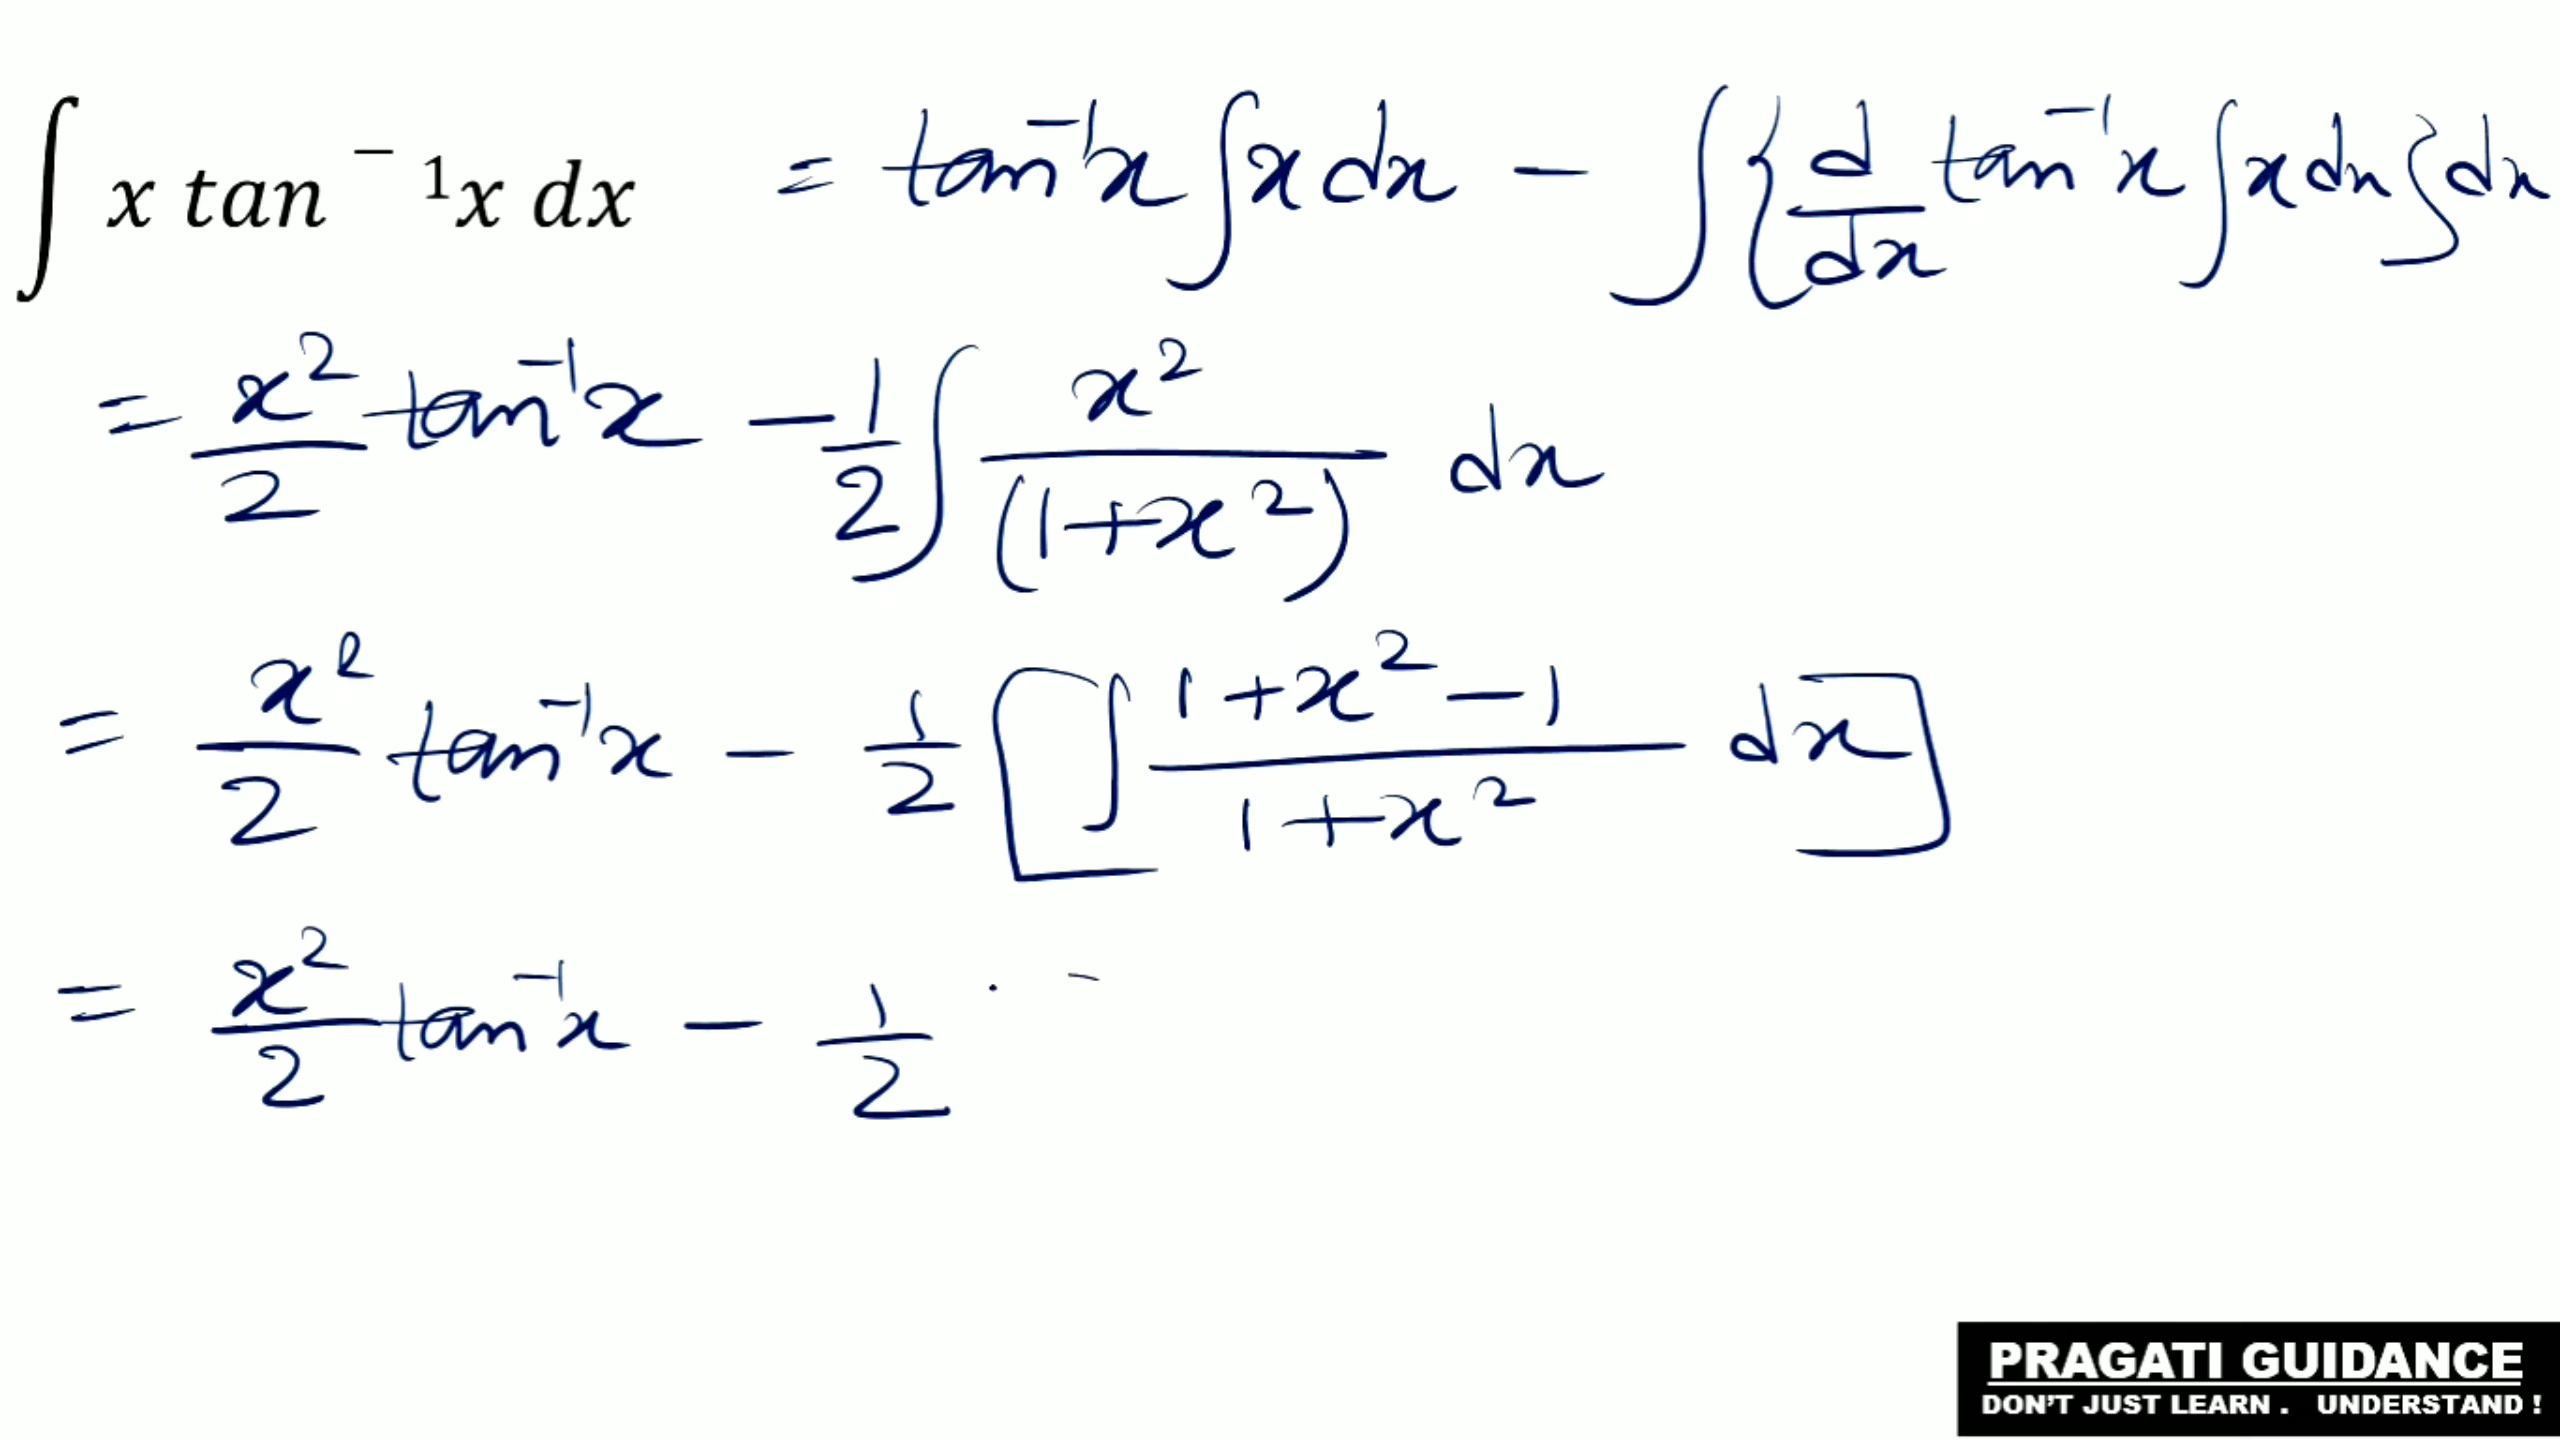 ∫ x tan ⁻ ¹x dx = tan⁻¹x ∫x dx − ∫{d/dx tan⁻¹x ∫x dx} dx
= x²/2 tan⁻¹x − 1/2 ∫ x²/(1+x²) dx
= x²/2 tan⁻¹x − 1/2 [∫ 1+x²−1/1+x² dx]
= x²/2 tan⁻¹x − 1/2
PRAGATI GUIDANCE
DON'T JUST LEARN . UNDERSTAND !